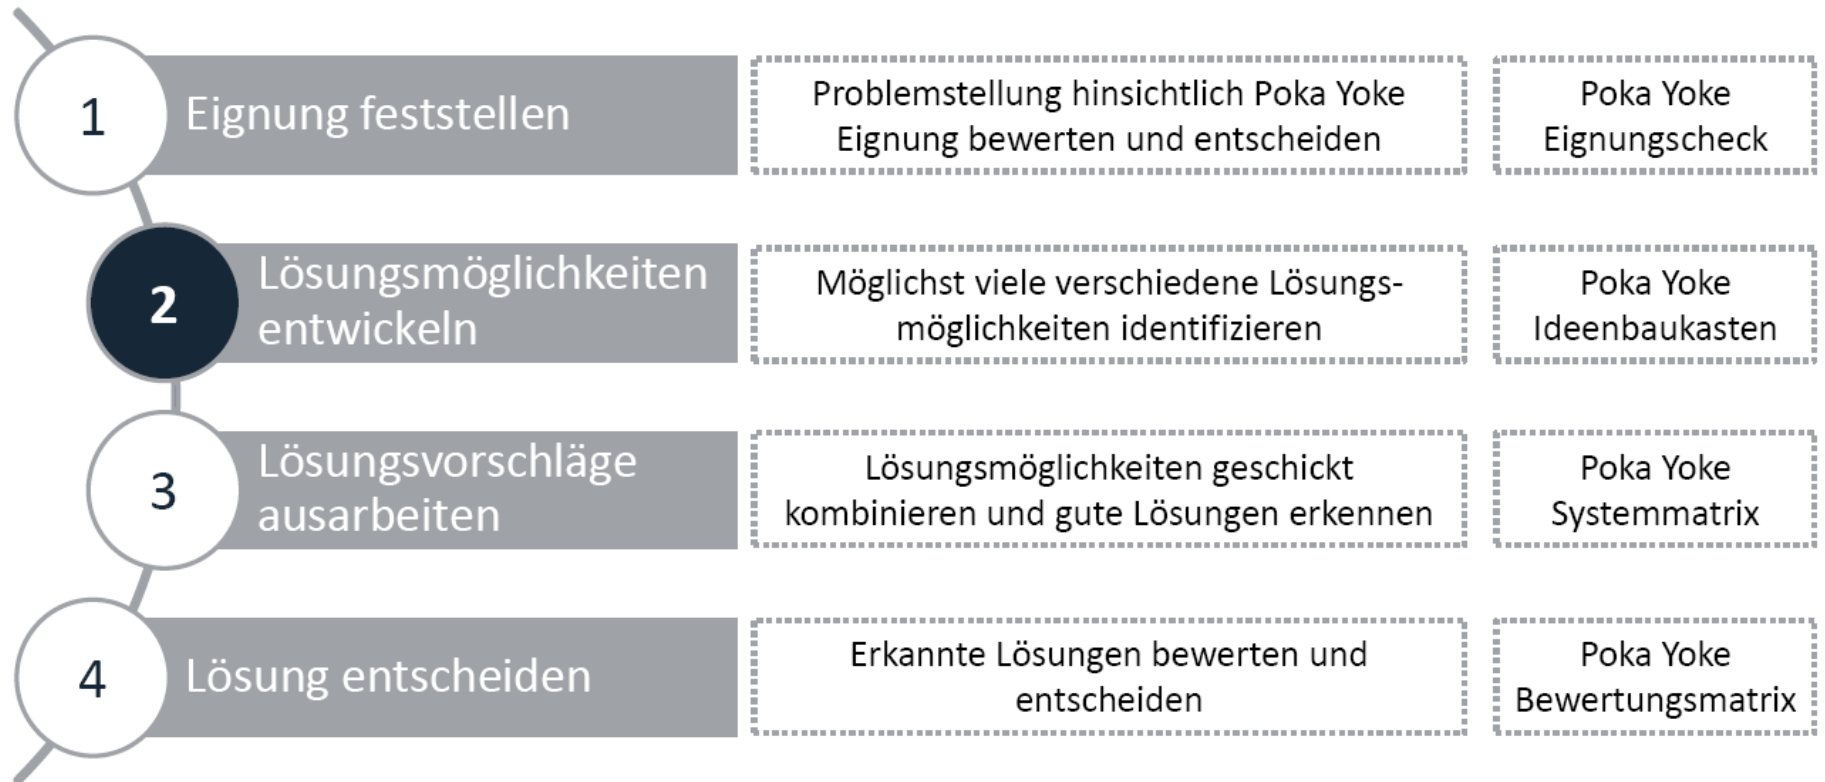 1
Eignung feststellen
Problemstellung hinsichtlich Poka Yoke
Eignung bewerten und entscheiden
Poka Yoke
Eignungscheck
2
Lösungsmöglichkeiten
entwickeln
Möglichst viele verschiedene Lösungs-
möglichkeiten identifizieren
Poka Yoke
Ideenbaukasten
3
Lösungsvorschläge
ausarbeiten
Lösungsmöglichkeiten geschickt
kombinieren und gute Lösungen erkennen
Poka Yoke
Systemmatrix
4
Lösung entscheiden
Erkannte Lösungen bewerten und
entscheiden
Poka Yoke
Bewertungsmatrix